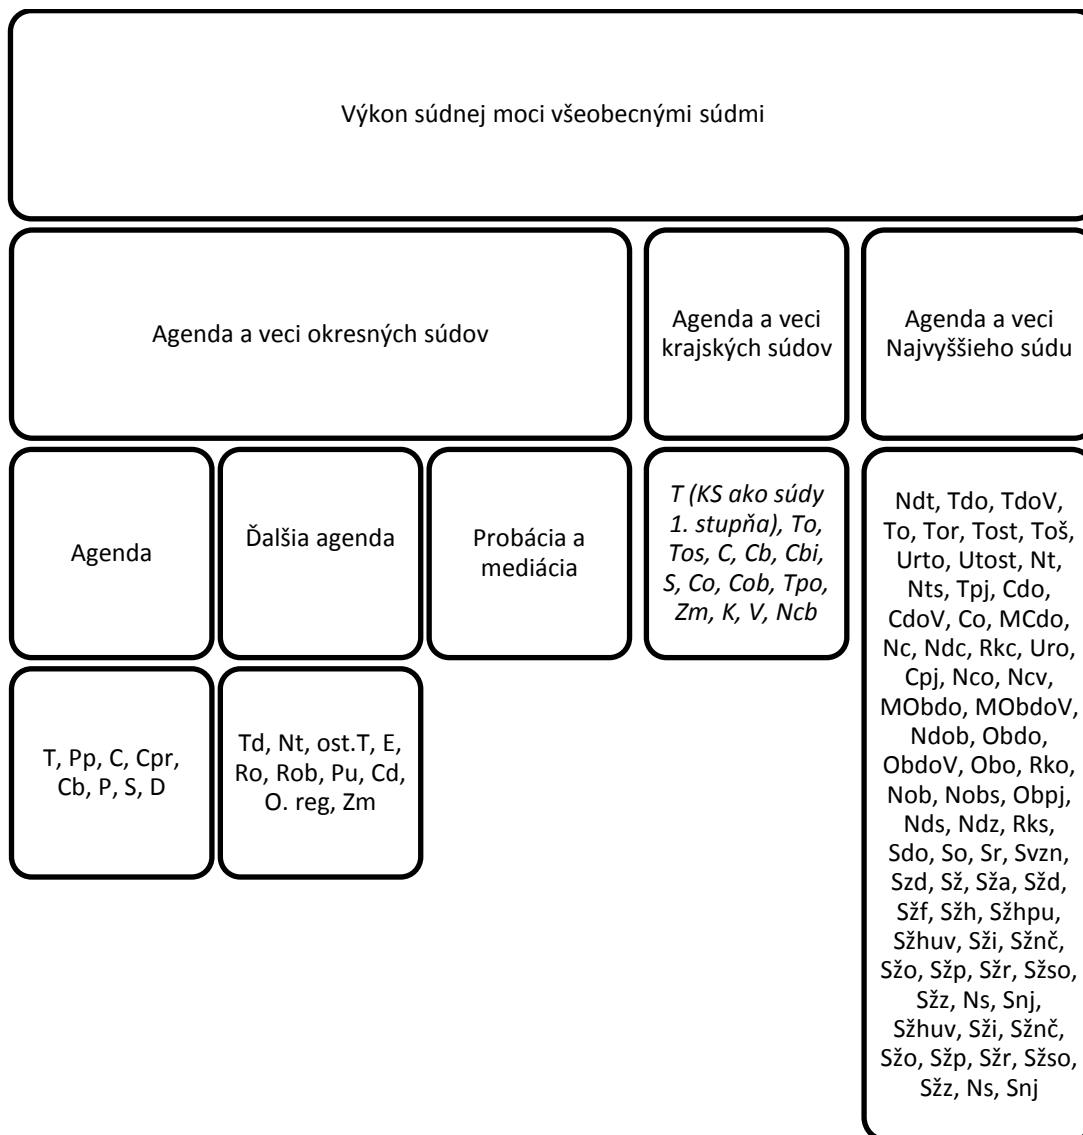 Výkon súdnej moci všeobecnými súdmi
Agenda a veci okresných súdov
Agenda a veci
krajských súdov
Agenda a veci
Najvyššieho súdu
Agenda
Ďalšia agenda
Probácia a
mediácia
T (KS ako súdy
1. stupňa), To,
Tos, C, Cb, Cbi,
S, Co, Cob, Tpo,
Zm, K, V, Ncb
Ndt, Tdo, TdoV,
To, Tor, Tost, Toš,
Urto, Utost, Nt,
Nts, Tpj, Cdo,
CdoV, Co, MCdo,
Nc, Ndc, Rkc, Uro,
Cpj, Nco, Ncv,
MObdo, MObdoV,
Ndob, Obdo,
ObdoV, Obo, Rko,
Nob, Nobs, Obpj,
Nds, Ndz, Rks,
Sdo, So, Sr, Svzn,
Szd, Sž, Sža, Sžd,
Sžf, Sžh, Sžhpu,
Sžhuv, Sži, Sžnč,
Sžo, Sžp, Sžr, Sžso,
Sžz, Ns, Snj,
Sžhuv, Sži, Sžnč,
Sžo, Sžp, Sžr, Sžso,
Sžz, Ns, Snj
T, Pp, C, Cpr,
Cb, P, S, D
Td, Nt, ost.T, E,
Ro, Rob, Pu, Cd,
O. reg, Zm